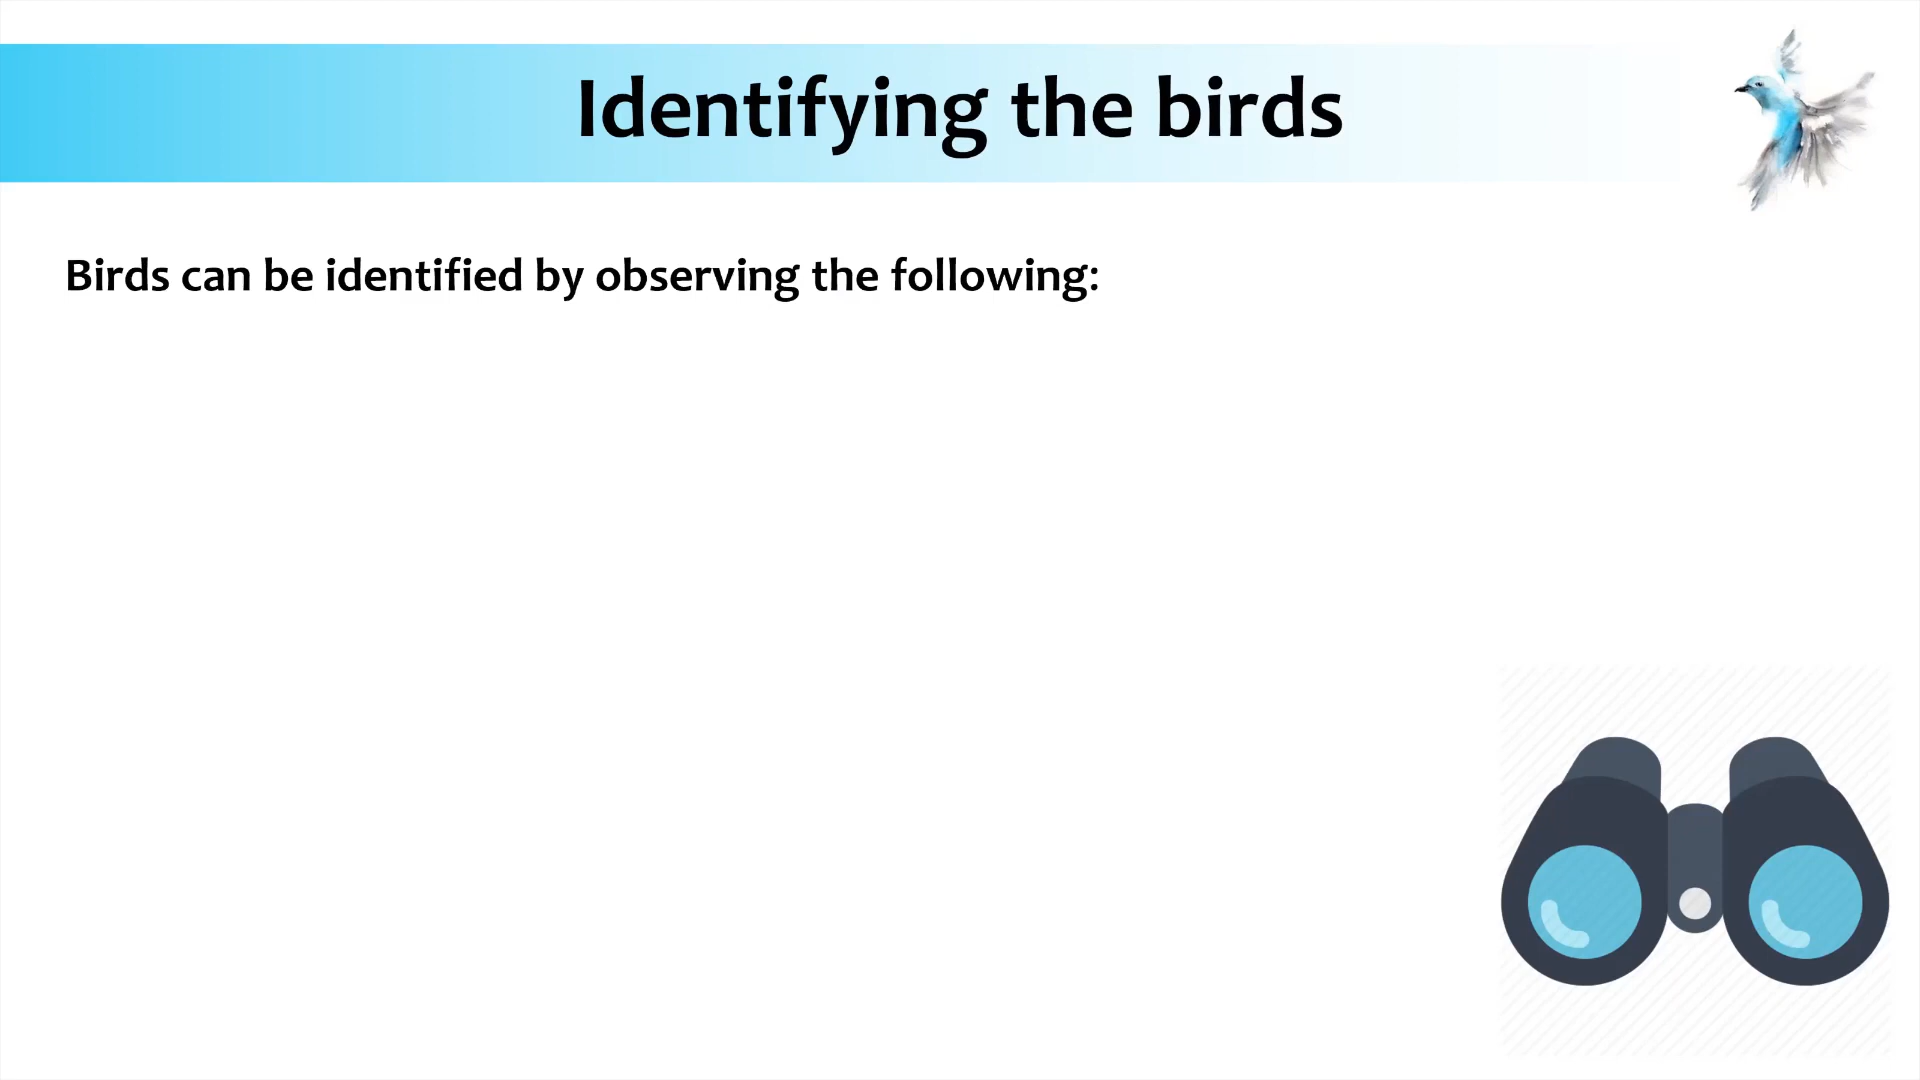 Identifying the birds
Birds can be identified by observing the following: